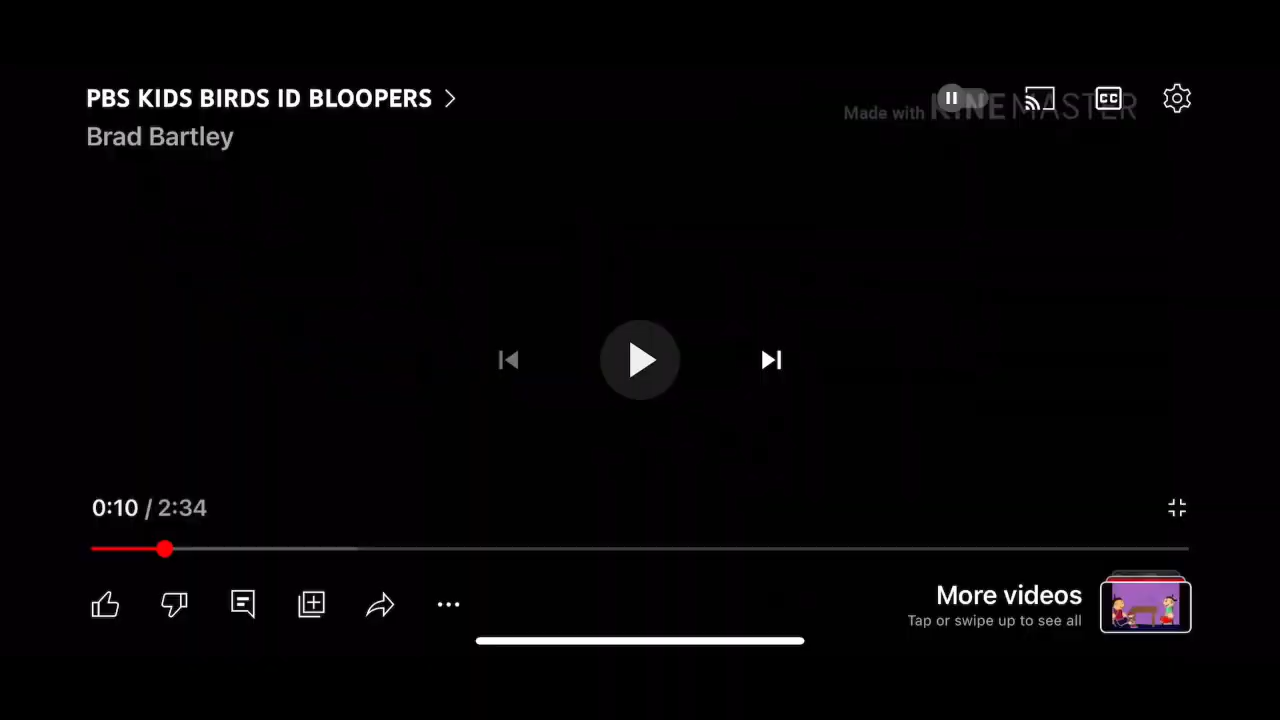 PBS KIDS BIRDS ID BLOOPERS
Brad Bartley
Made with KINEMASTER
CC
0:10 / 2:34
More videos
Tap or swipe up to see all